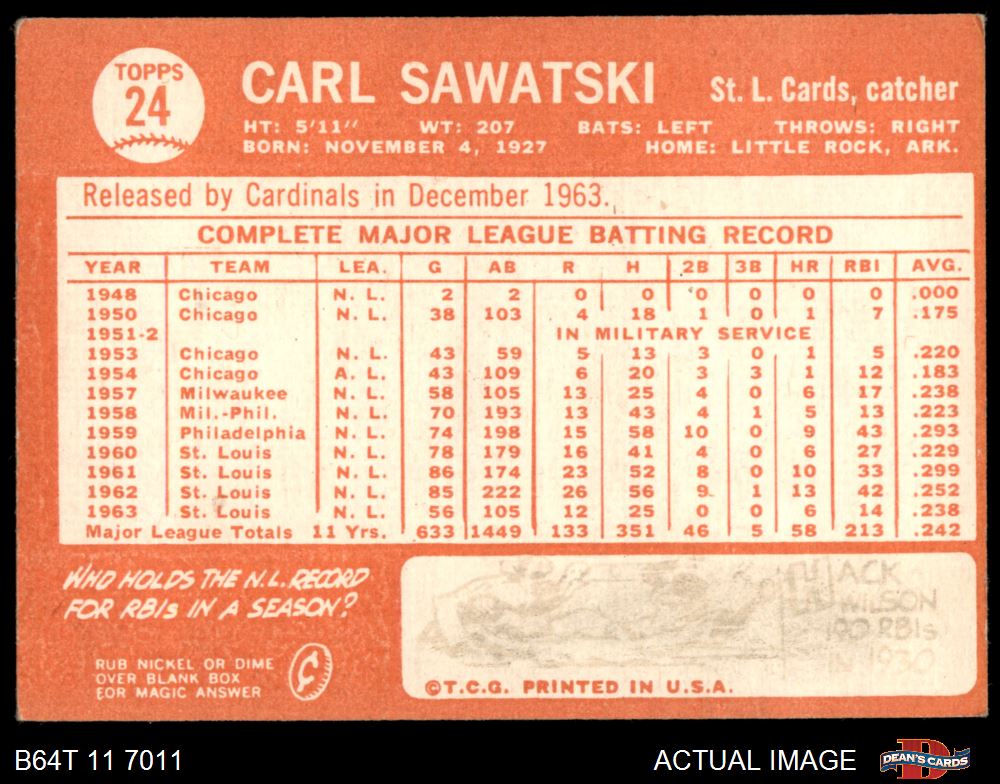 TOPPS
24
CARL SAWATSKI
St. L. Cards, catcher
HT: 5'11" WT: 207 BATS: LEFT THROWS: RIGHT
BORN: NOVEMBER 4, 1927 HOME: LITTLE ROCK, ARK.
Released by Cardinals in December 1963.
COMPLETE MAJOR LEAGUE BATTING RECORD
YEAR TEAM LEA. G AB R H 2B 3B HR RBI AVG.
1948 Chicago N. L. 2 2 0 0 0 0 0 0 .000
1950 Chicago N. L. 38 103 4 18 1 0 1 7 .175
1951-2 IN MILITARY SERVICE
1953 Chicago N. L. 43 59 5 13 3 0 1 5 .220
1954 Chicago A. L. 43 109 6 20 3 3 1 12 .183
1957 Milwaukee N. L. 58 105 13 25 4 0 6 17 .238
1958 Mil.-Phil. N. L. 70 193 13 43 4 1 5 13 .223
1959 Philadelphia N. L. 74 198 15 58 10 0 9 43 .293
1960 St. Louis N. L. 78 179 16 41 4 0 6 27 .229
1961 St. Louis N. L. 86 174 23 52 8 0 10 33 .299
1962 St. Louis N. L. 85 222 26 56 9 1 13 42 .252
1963 St. Louis N. L. 56 105 12 25 0 0 6 14 .238
Major League Totals 11 Yrs. 633 1449 133 351 46 5 58 213 .242
WHO HOLDS THE N.L. RECORD
FOR RBIs IN A SEASON?
RUB NICKEL OR DIME
OVER BLANK BOX
FOR MAGIC ANSWER
HACK
WILSON
190 RBIs
IN 1930
©T.C.G. PRINTED IN U.S.A.
B64T 11 7011
ACTUAL IMAGE
DEAN'S CARDS